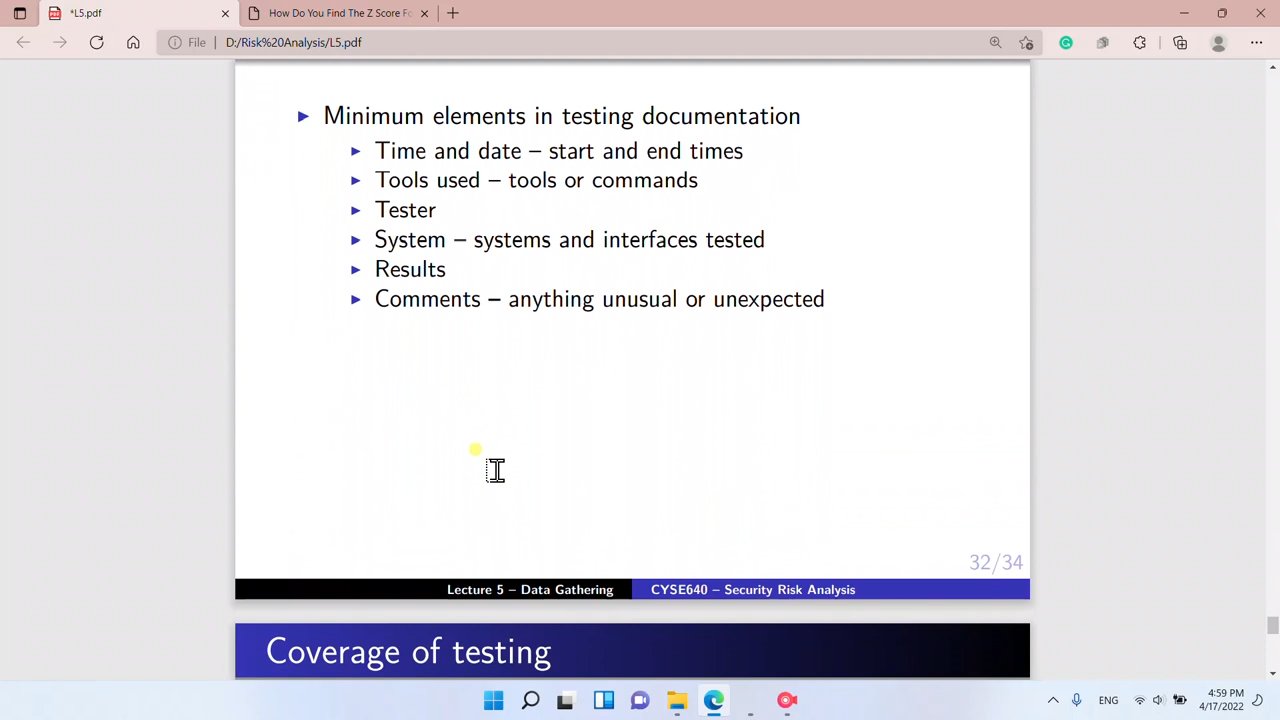 *L5.pdf
How Do You Find The Z Score Fo
File
D:/Risk%20Analysis/L5.pdf
Minimum elements in testing documentation
Time and date – start and end times
Tools used – tools or commands
Tester
System – systems and interfaces tested
Results
Comments – anything unusual or unexpected
32/34
Lecture 5 – Data Gathering
CYSE640 – Security Risk Analysis
Coverage of testing
ENG
4:59 PM
4/17/2022